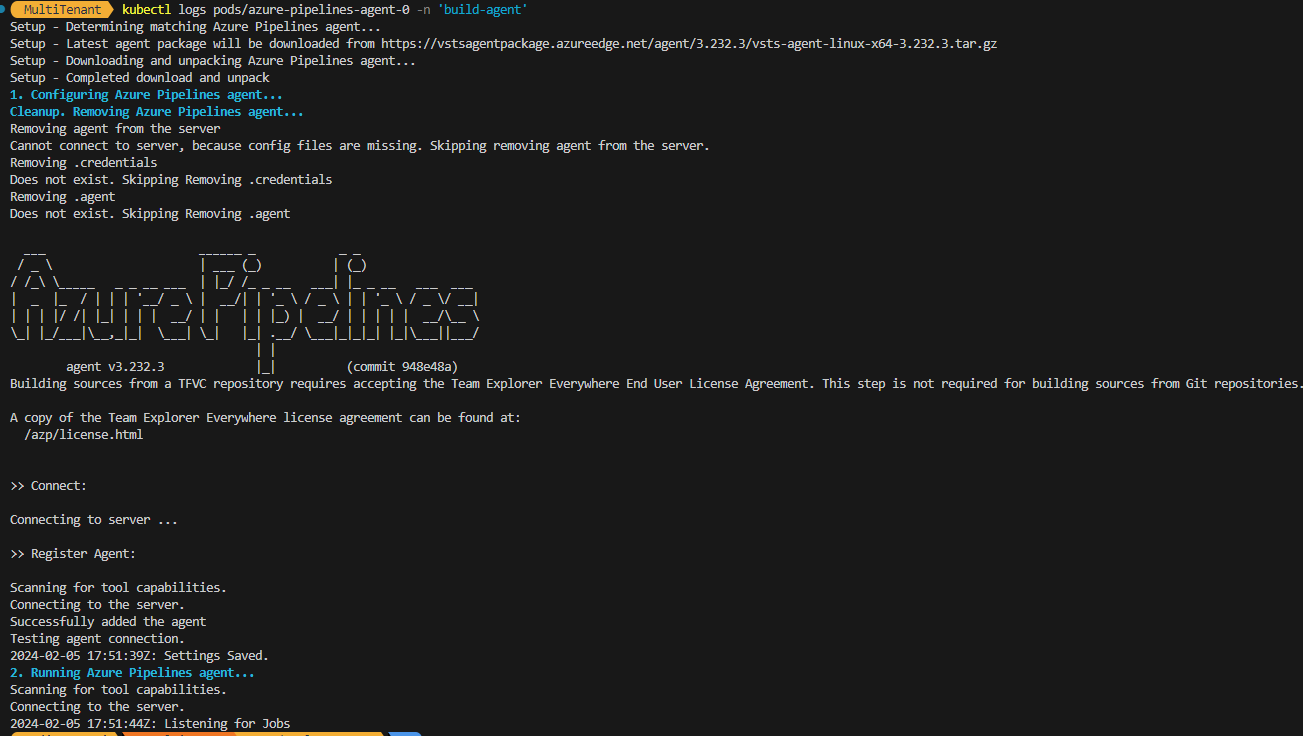 MultiTenant kubectl logs pods/azure-pipelines-agent-0 -n 'build-agent'
Setup - Determining matching Azure Pipelines agent...
Setup - Latest agent package will be downloaded from https://vstsagentpackage.azureedge.net/agent/3.232.3/vsts-agent-linux-x64-3.232.3.tar.gz
Setup - Downloading and unpacking Azure Pipelines agent...
Setup - Completed download and unpack
1. Configuring Azure Pipelines agent...
Cleanup. Removing Azure Pipelines agent...
Removing agent from the server
Cannot connect to server, because config files are missing. Skipping removing agent from the server.
Removing .credentials
Does not exist. Skipping Removing .credentials
Removing .agent
Does not exist. Skipping Removing .agent
Azure Pipelines
agent v3.232.3 (commit 948e48a)
Building sources from a TFVC repository requires accepting the Team Explorer Everywhere End User License Agreement. This step is not required for building sources from Git repositories.
A copy of the Team Explorer Everywhere license agreement can be found at:
/azp/license.html
>> Connect:
Connecting to server ...
>> Register Agent:
Scanning for tool capabilities.
Connecting to the server.
Successfully added the agent
Testing agent connection.
2024-02-05 17:51:39Z: Settings Saved.
2. Running Azure Pipelines agent...
Scanning for tool capabilities.
Connecting to the server.
2024-02-05 17:51:44Z: Listening for Jobs